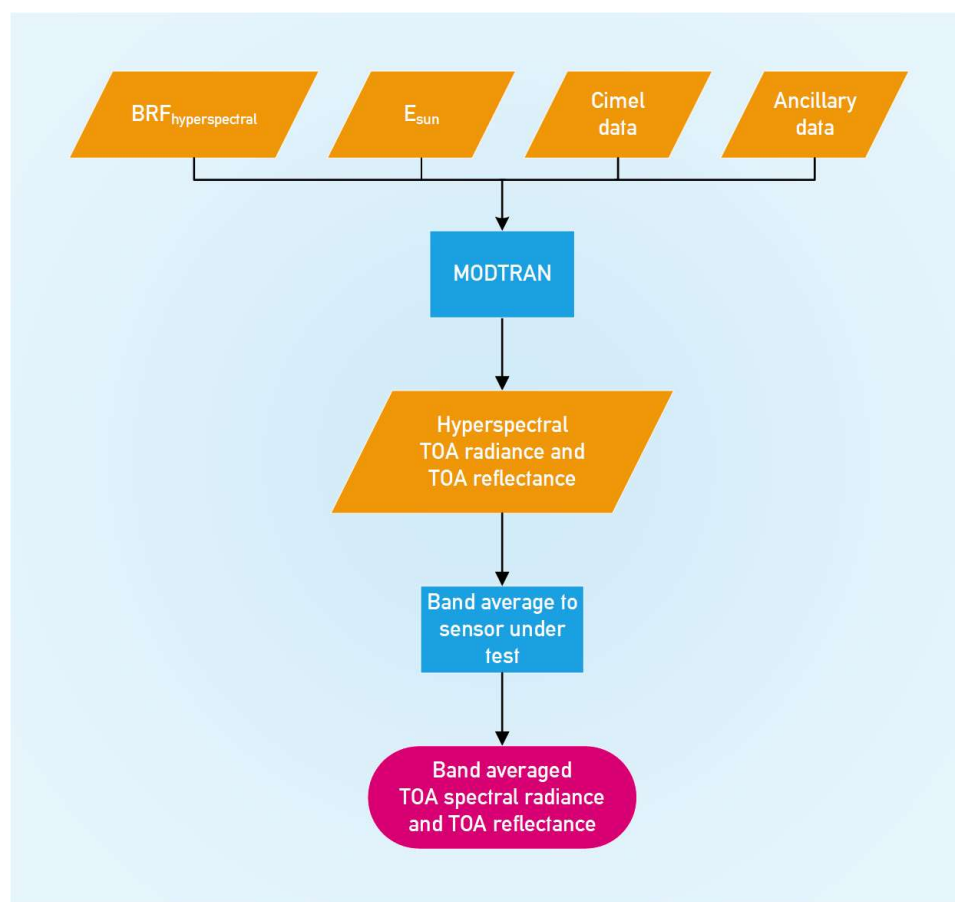 BRFhyperspectral
Esun
Cimel
data
Ancillary
data
MODTRAN
Hyperspectral
TOA radiance and
TOA reflectance
Band average to
sensor under
test
Band averaged
TOA spectral radiance
and TOA reflectance